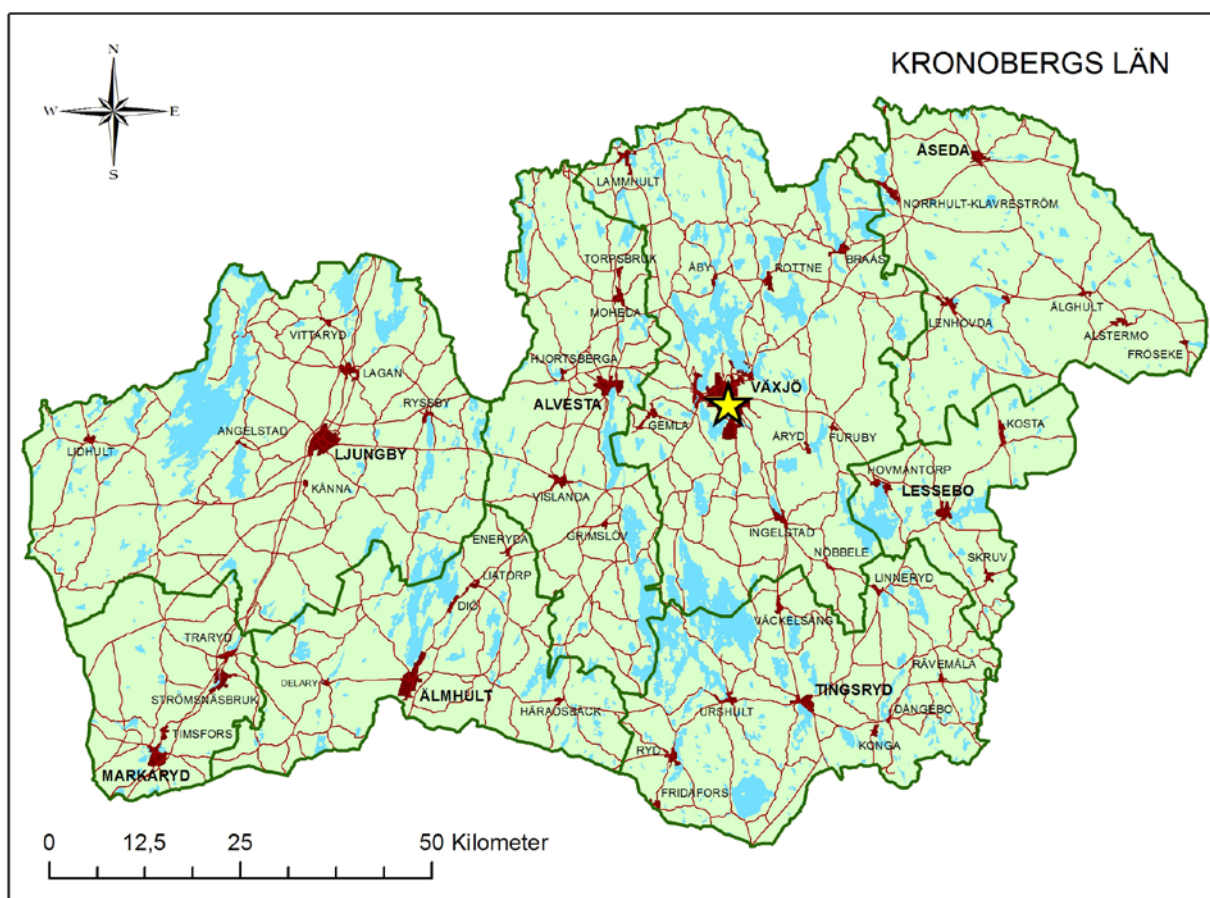 KRONOBERGS LÄN
N
W E
S
ÅSEDA
LAMMHULT
NORRHULT-KLAVRESTRÖM
TORPSBRUK
ÅBY
ROTTNE
BRAÅS
MOHEDA
LENHOVDA
ÄLGHULT
ALSTERMO
FRÖSEKE
VITTARYD
HJORTSBERGA
LAGAN
VÄXJÖ
ALVESTA
RYSSBY
GEMLA
ÅRYD
FURUBY
KOSTA
LIDHULT
ANGELSTAD
LJUNGBY
HOVMANTORP
LESSEBO
KÅNNA
VISLANDA
GRIMSLÖV
INGELSTAD
ENERYDA
NÖBBELE
SKRUV
LIATORP
LINNERYD
DIÖ
VÄCKELSÅNG
TRARYD
RÄVEMÅLA
DELARY
ÄLMHULT
STRÖMSNÄSBRUK
HÄRADSBÄCK
URSHULT
TINGSRYD
DÅNGEBO
TIMSFORS
KONGA
RYD
MARKARYD
FRIDAFORS
0 12,5 25 50 Kilometer